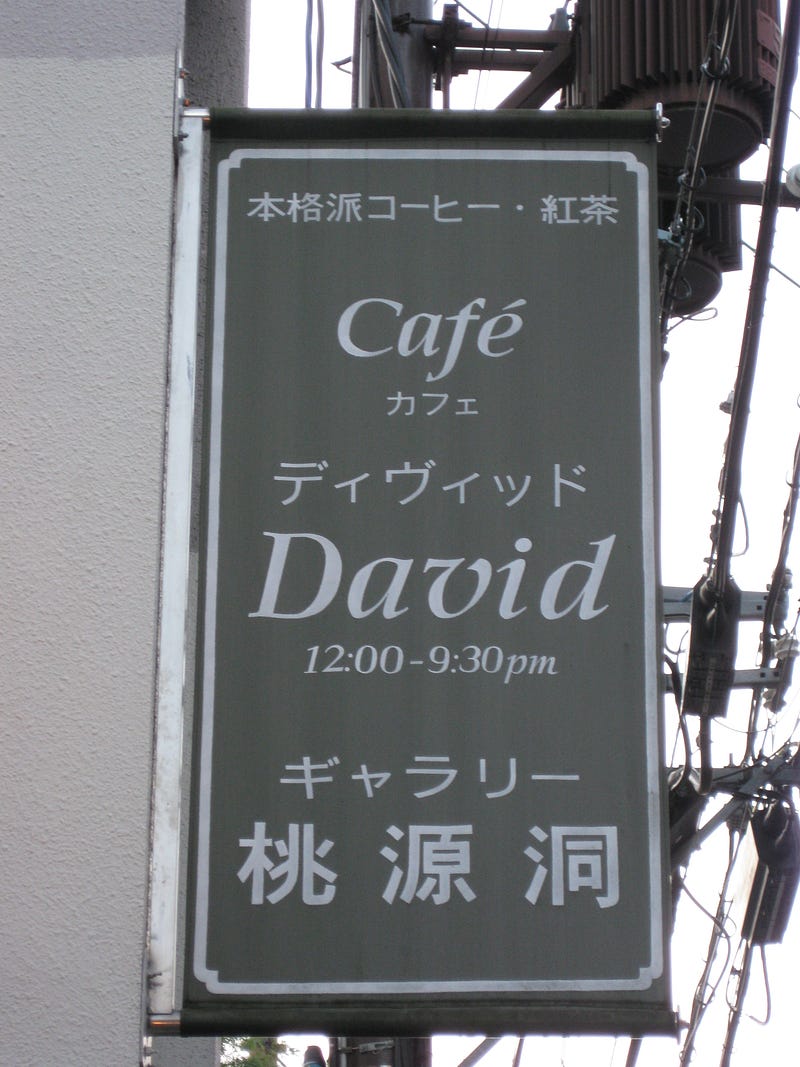 本格派コーヒー・紅茶
Café
カフェ
ディヴィッド
David
12:00-9:30pm
ギャラリー
桃源洞